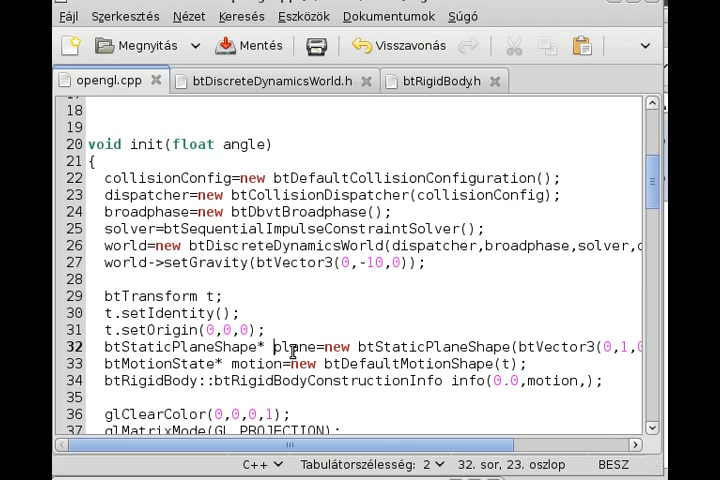 Fájl Szerkesztés Nézet Keresés Eszközök Dokumentumok Súgó
Megnyitás Mentés Visszavonás
opengl.cpp btDiscreteDynamicsWorld.h btRigidBody.h
18
19
20 void init(float angle)
21 {
22 collisionConfig=new btDefaultCollisionConfiguration();
23 dispatcher=new btCollisionDispatcher(collisionConfig);
24 broadphase=new btDbvtBroadphase();
25 solver=btSequentialImpulseConstraintSolver();
26 world=new btDiscreteDynamicsWorld(dispatcher,broadphase,solver,c
27 world->setGravity(btVector3(0,-10,0));
28
29 btTransform t;
30 t.setIdentity();
31 t.setOrigin(0,0,0);
32 btStaticPlaneShape* plane=new btStaticPlaneShape(btVector3(0,1,0
33 btMotionState* motion=new btDefaultMotionShape(t);
34 btRigidBody::btRigidBodyConstructionInfo info(0.0,motion,);
35
36 glClearColor(0,0,0,1);
37 glMatrixMode(GL_PROJECTION);
C++ Tabulátorszélesség: 2 32. sor, 23. oszlop BESZ